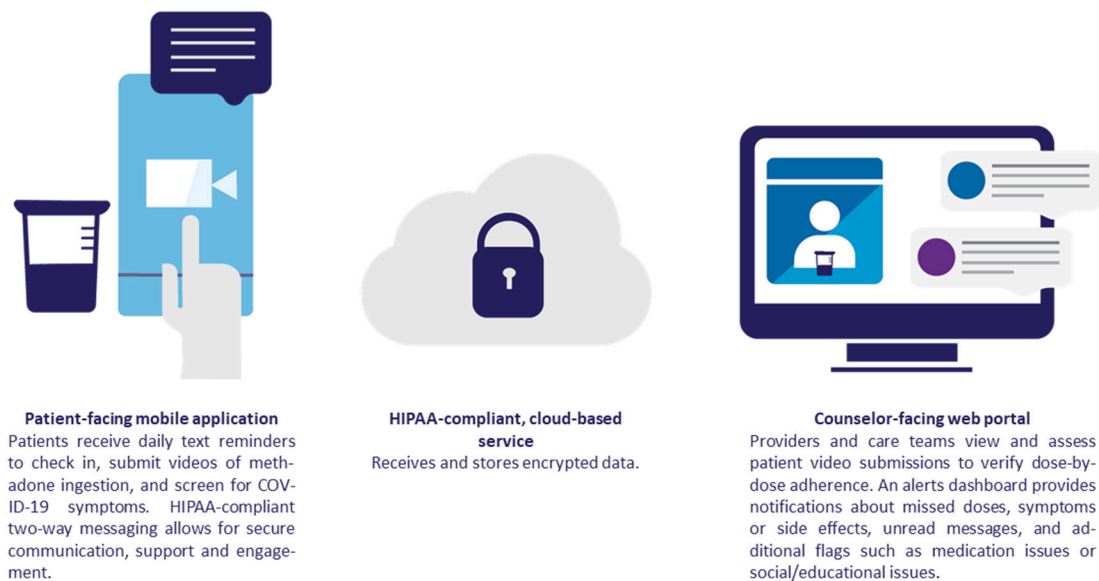 Patient-facing mobile application
Patients receive daily text reminders
to check in, submit videos of meth-
adone ingestion, and screen for COV-
ID-19 symptoms. HIPAA-compliant
two-way messaging allows for secure
communication, support and engage-
ment.
HIPAA-compliant, cloud-based
service
Receives and stores encrypted data.
Counselor-facing web portal
Providers and care teams view and assess
patient video submissions to verify dose-by-
dose adherence. An alerts dashboard provides
notifications about missed doses, symptoms
or side effects, unread messages, and ad-
ditional flags such as medication issues or
social/educational issues.